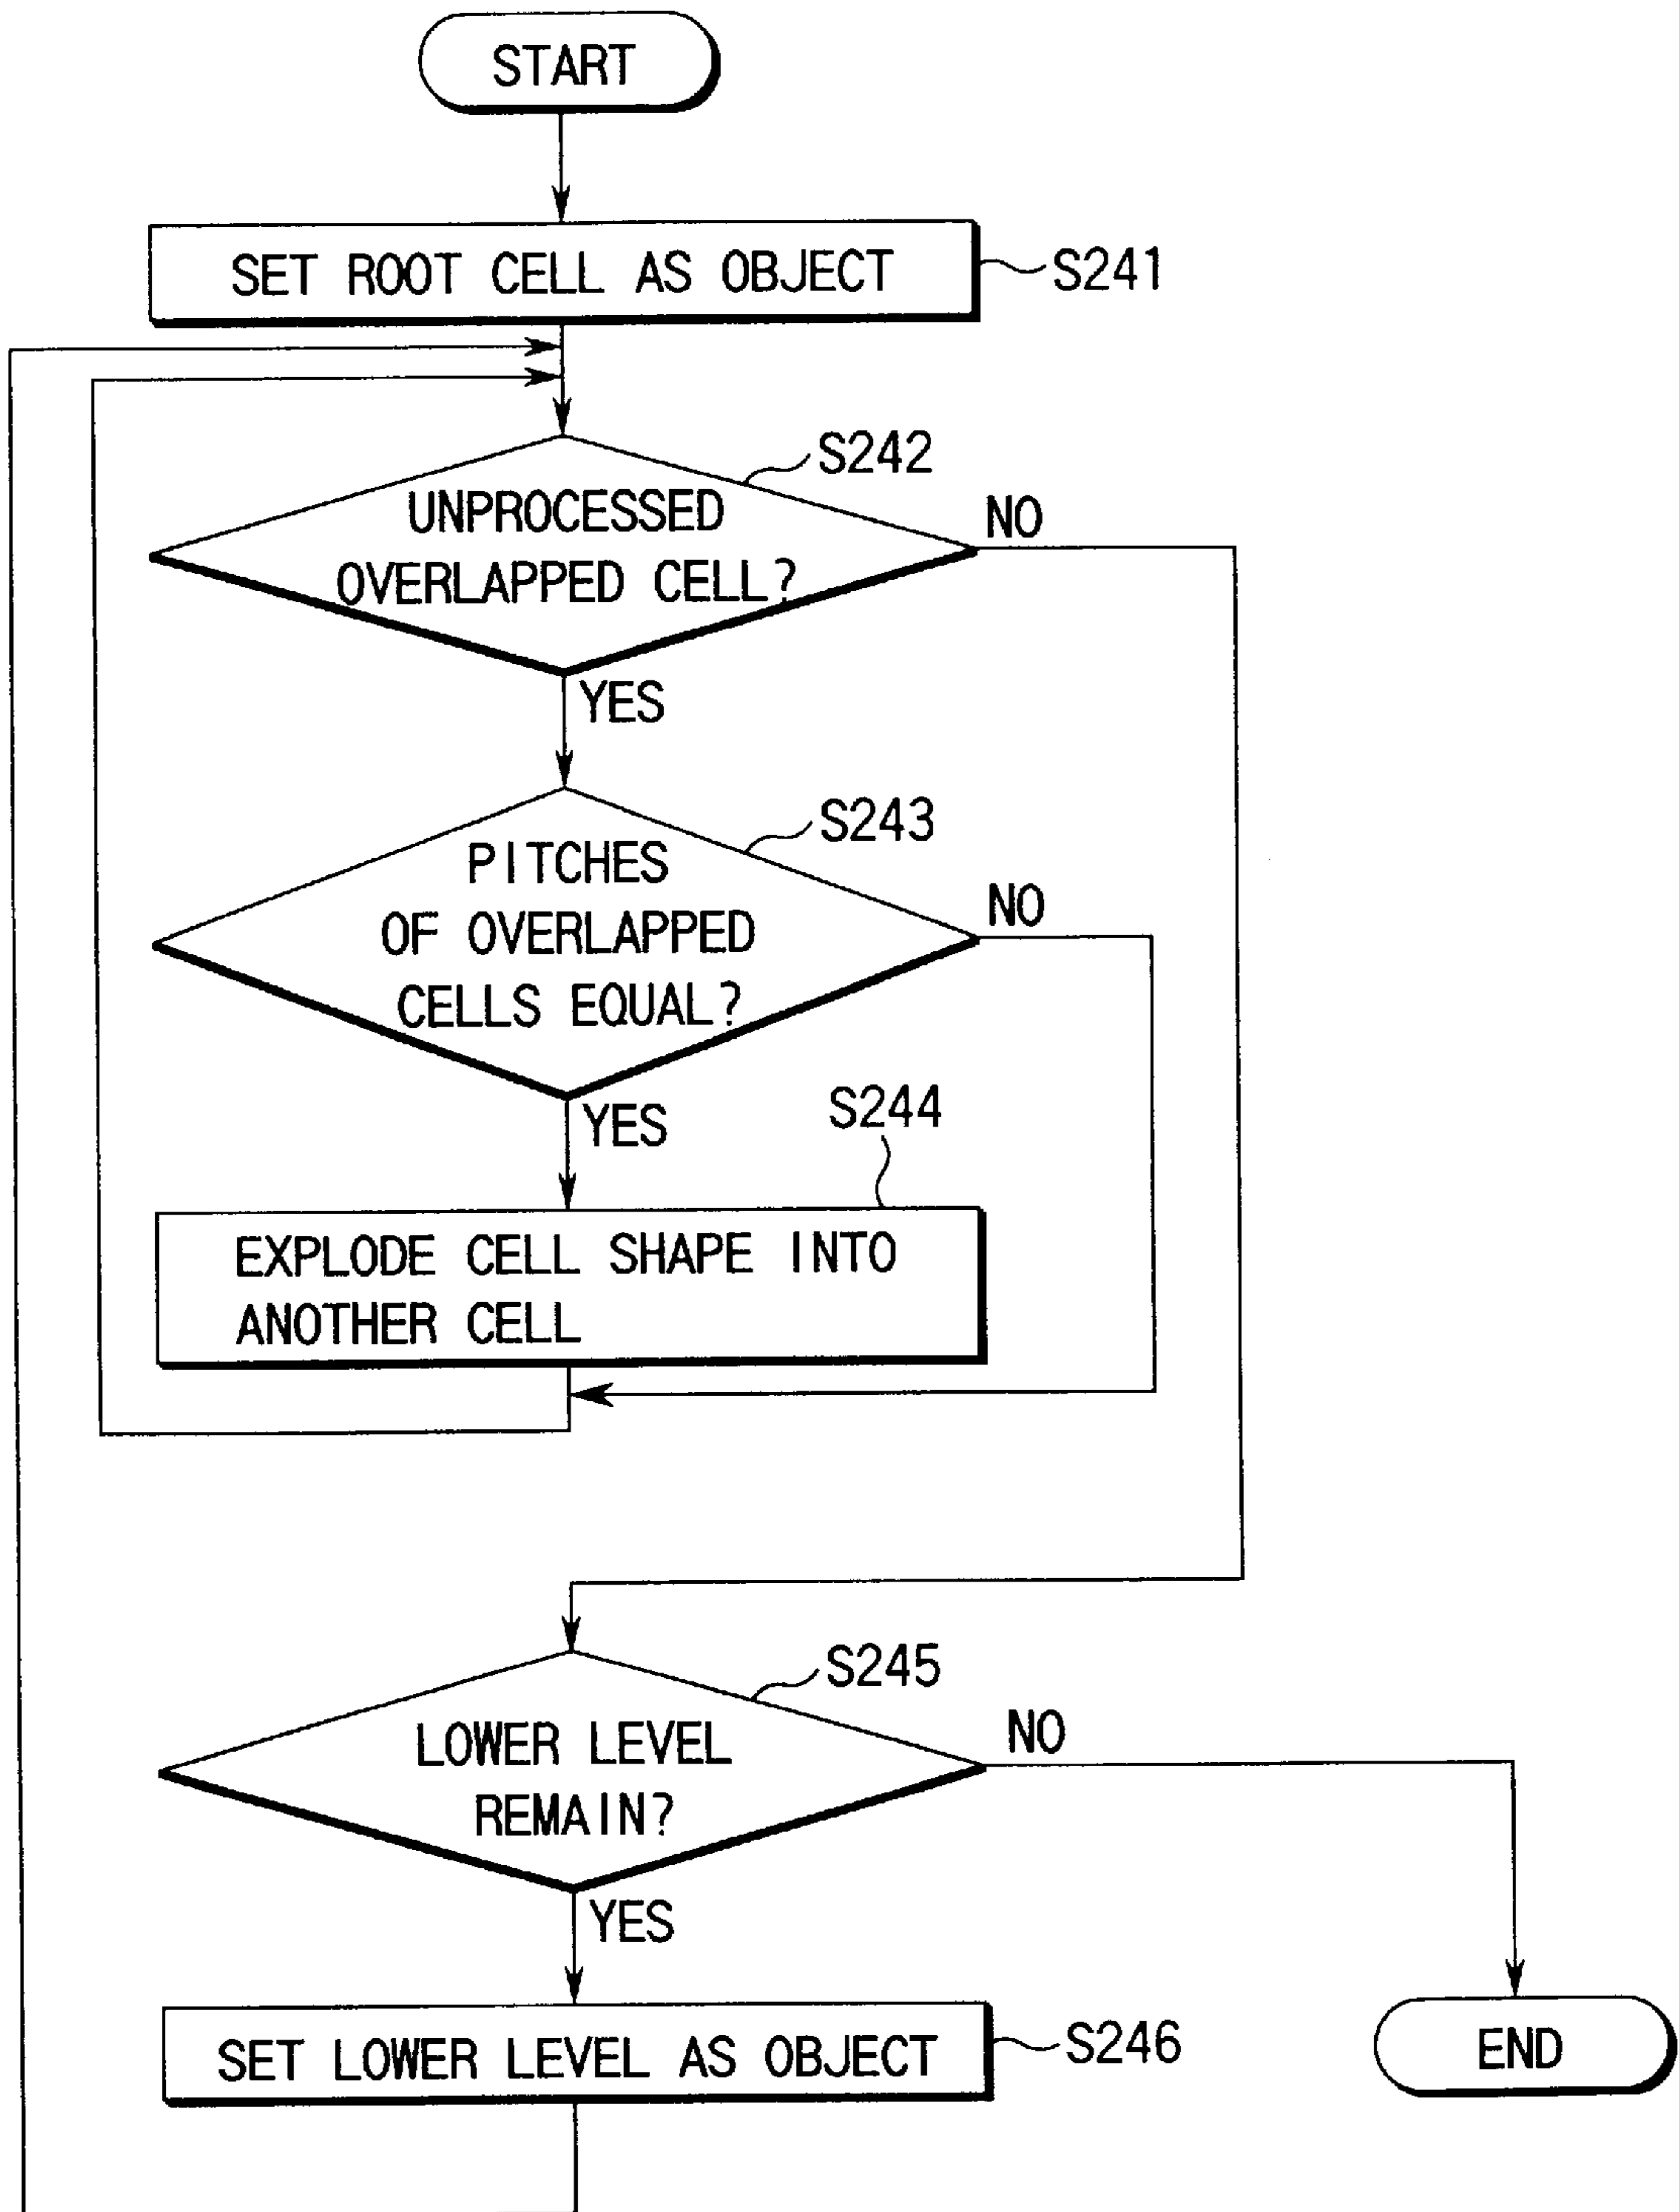 START
SET ROOT CELL AS OBJECT
S241
S242
UNPROCESSED
OVERLAPPED CELL?
NO
YES
S243
PITCHES
OF OVERLAPPED
CELLS EQUAL?
NO
YES
S244
EXPLODE CELL SHAPE INTO
ANOTHER CELL
S245
LOWER LEVEL
REMAIN?
NO
YES
SET LOWER LEVEL AS OBJECT
S246
END